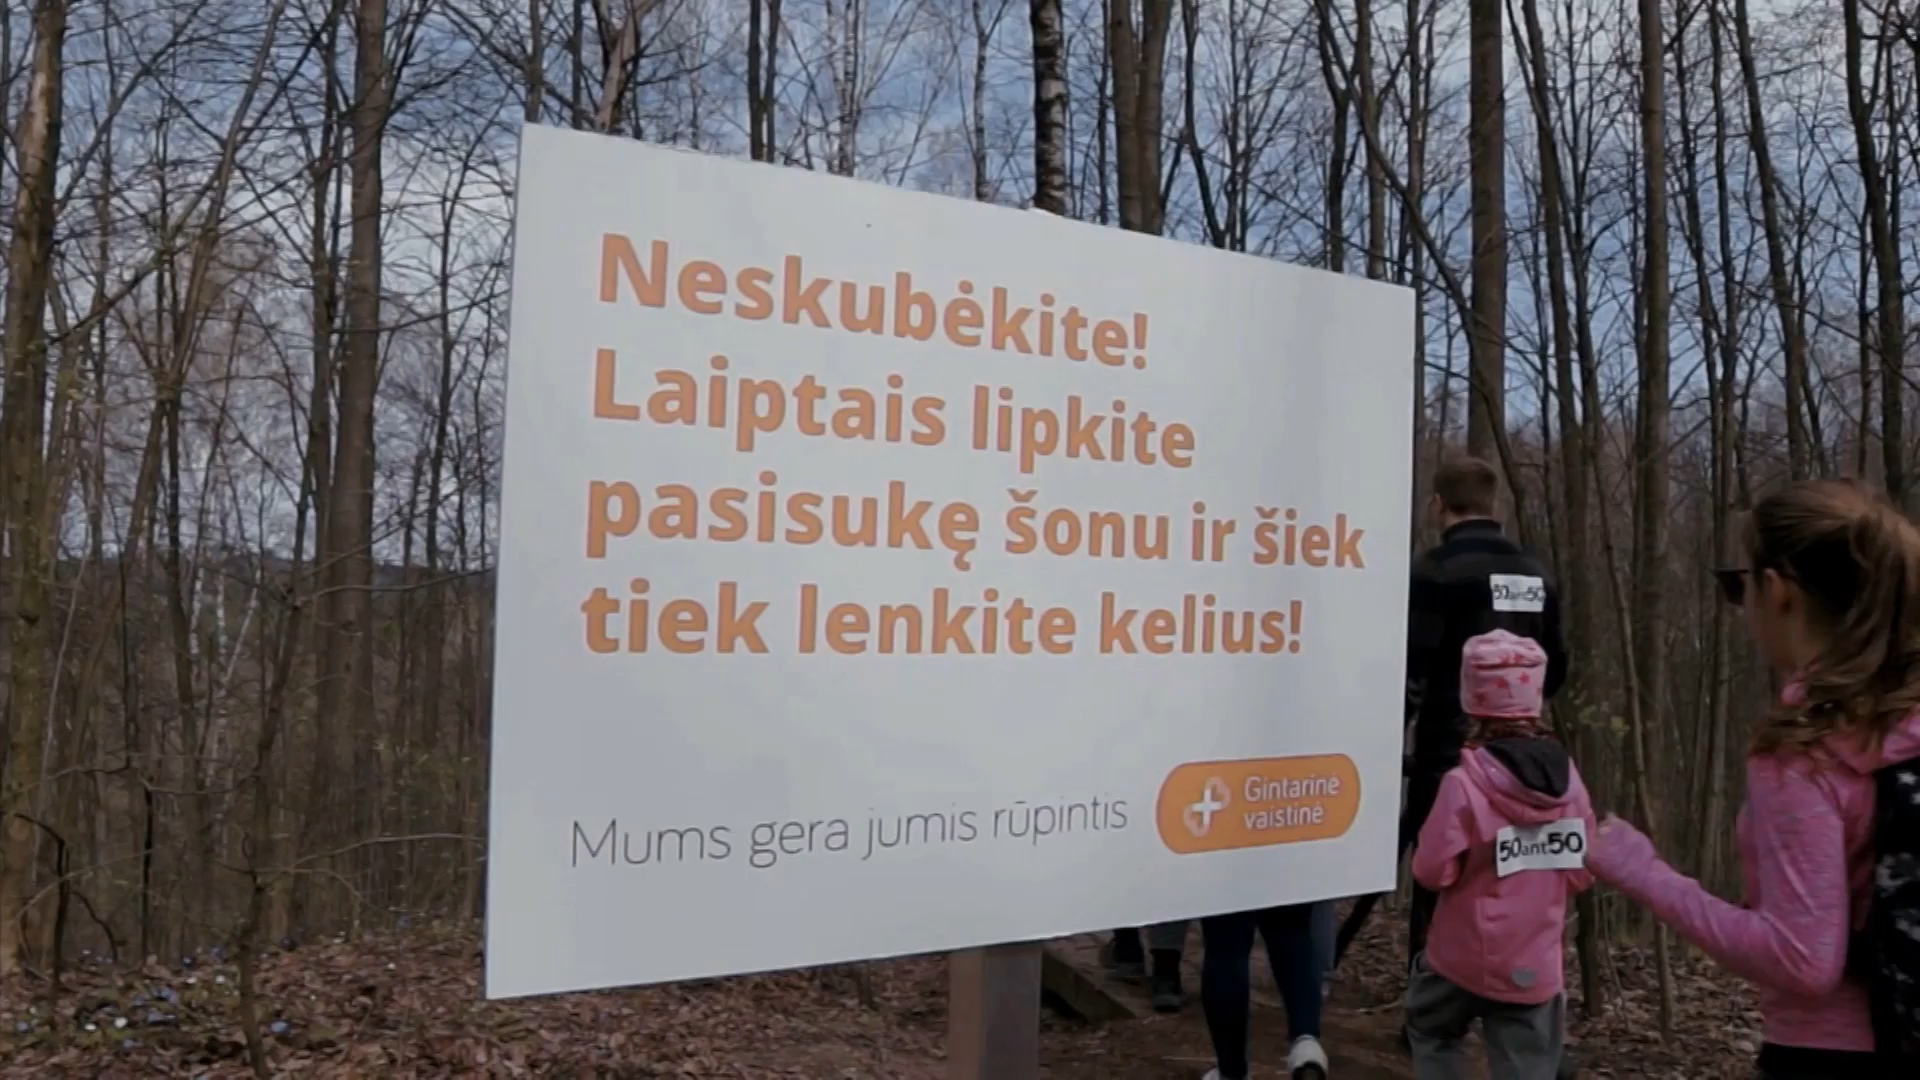 Neskubėkite!
Laiptais lipkite
pasisukę šonu ir šiek
tiek lenkite kelius!
Mums gera jumis rūpintis
Gintarinė
vaistinė
50ant50
50ant50